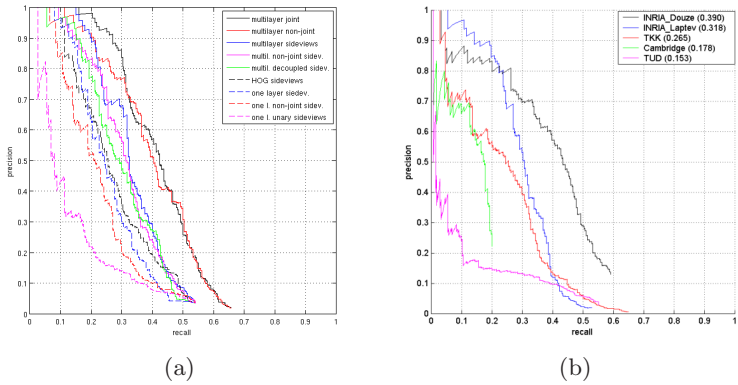 multilayer joint
multilayer non-joint
multilayer sideviews
multil. non-joint sidev.
multil. decoupled sidev.
HOG sideviews
one layer siedev.
one l. non-joint sidev.
one l. unary sideviews
precision
1
0.9
0.8
0.7
0.6
0.5
0.4
0.3
0.2
0.1
0
0 0.1 0.2 0.3 0.4 0.5 0.6 0.7 0.8 0.9 1
recall
(a)
INRIA_Douze (0.390)
INRIA_Laptev (0.318)
TKK (0.265)
Cambridge (0.178)
TUD (0.153)
precision
1
0.9
0.8
0.7
0.6
0.5
0.4
0.3
0.2
0.1
0
0 0.1 0.2 0.3 0.4 0.5 0.6 0.7 0.8 0.9 1
recall
(b)